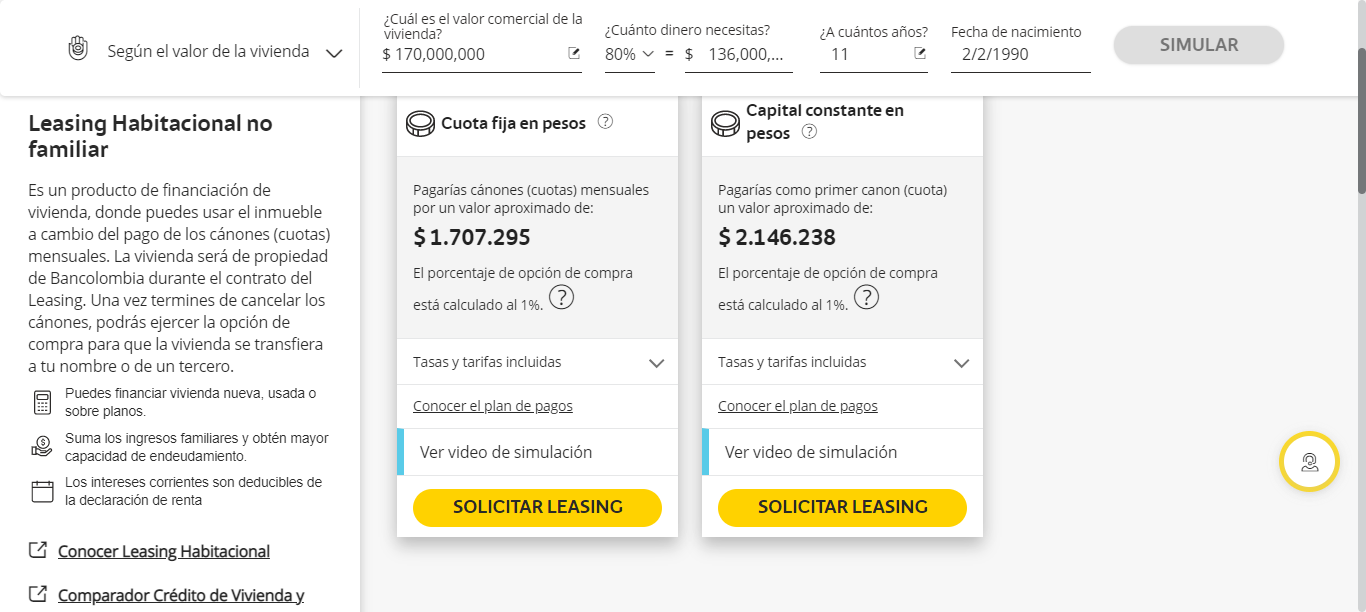 Según el valor de la vivienda
¿Cuál es el valor comercial de la
vivienda?
$ 170,000,000
¿Cuánto dinero necesitas?
80% = $ 136,000,...
¿A cuántos años?
11
Fecha de nacimiento
2/2/1990
SIMULAR
Leasing Habitacional no
familiar
Es un producto de financiación de
vivienda, donde puedes usar el inmueble
a cambio del pago de los cánones (cuotas)
mensuales. La vivienda será de propiedad
de Bancolombia durante el contrato del
Leasing. Una vez termines de cancelar los
cánones, podrás ejercer la opción de
compra para que la vivienda se transfiera
a tu nombre o de un tercero.
Puedes financiar vivienda nueva, usada o
sobre planos.
Suma los ingresos familiares y obtén mayor
capacidad de endeudamiento.
Los intereses corrientes son deducibles de
la declaración de renta
Conocer Leasing Habitacional
Comparador Crédito de Vivienda y
Cuota fija en pesos ?
Pagarías cánones (cuotas) mensuales
por un valor aproximado de:
$ 1.707.295
El porcentaje de opción de compra
está calculado al 1%. ?
Tasas y tarifas incluidas
Conocer el plan de pagos
Ver video de simulación
SOLICITAR LEASING
Capital constante en
pesos ?
Pagarías como primer canon (cuota)
un valor aproximado de:
$ 2.146.238
El porcentaje de opción de compra
está calculado al 1%. ?
Tasas y tarifas incluidas
Conocer el plan de pagos
Ver video de simulación
SOLICITAR LEASING